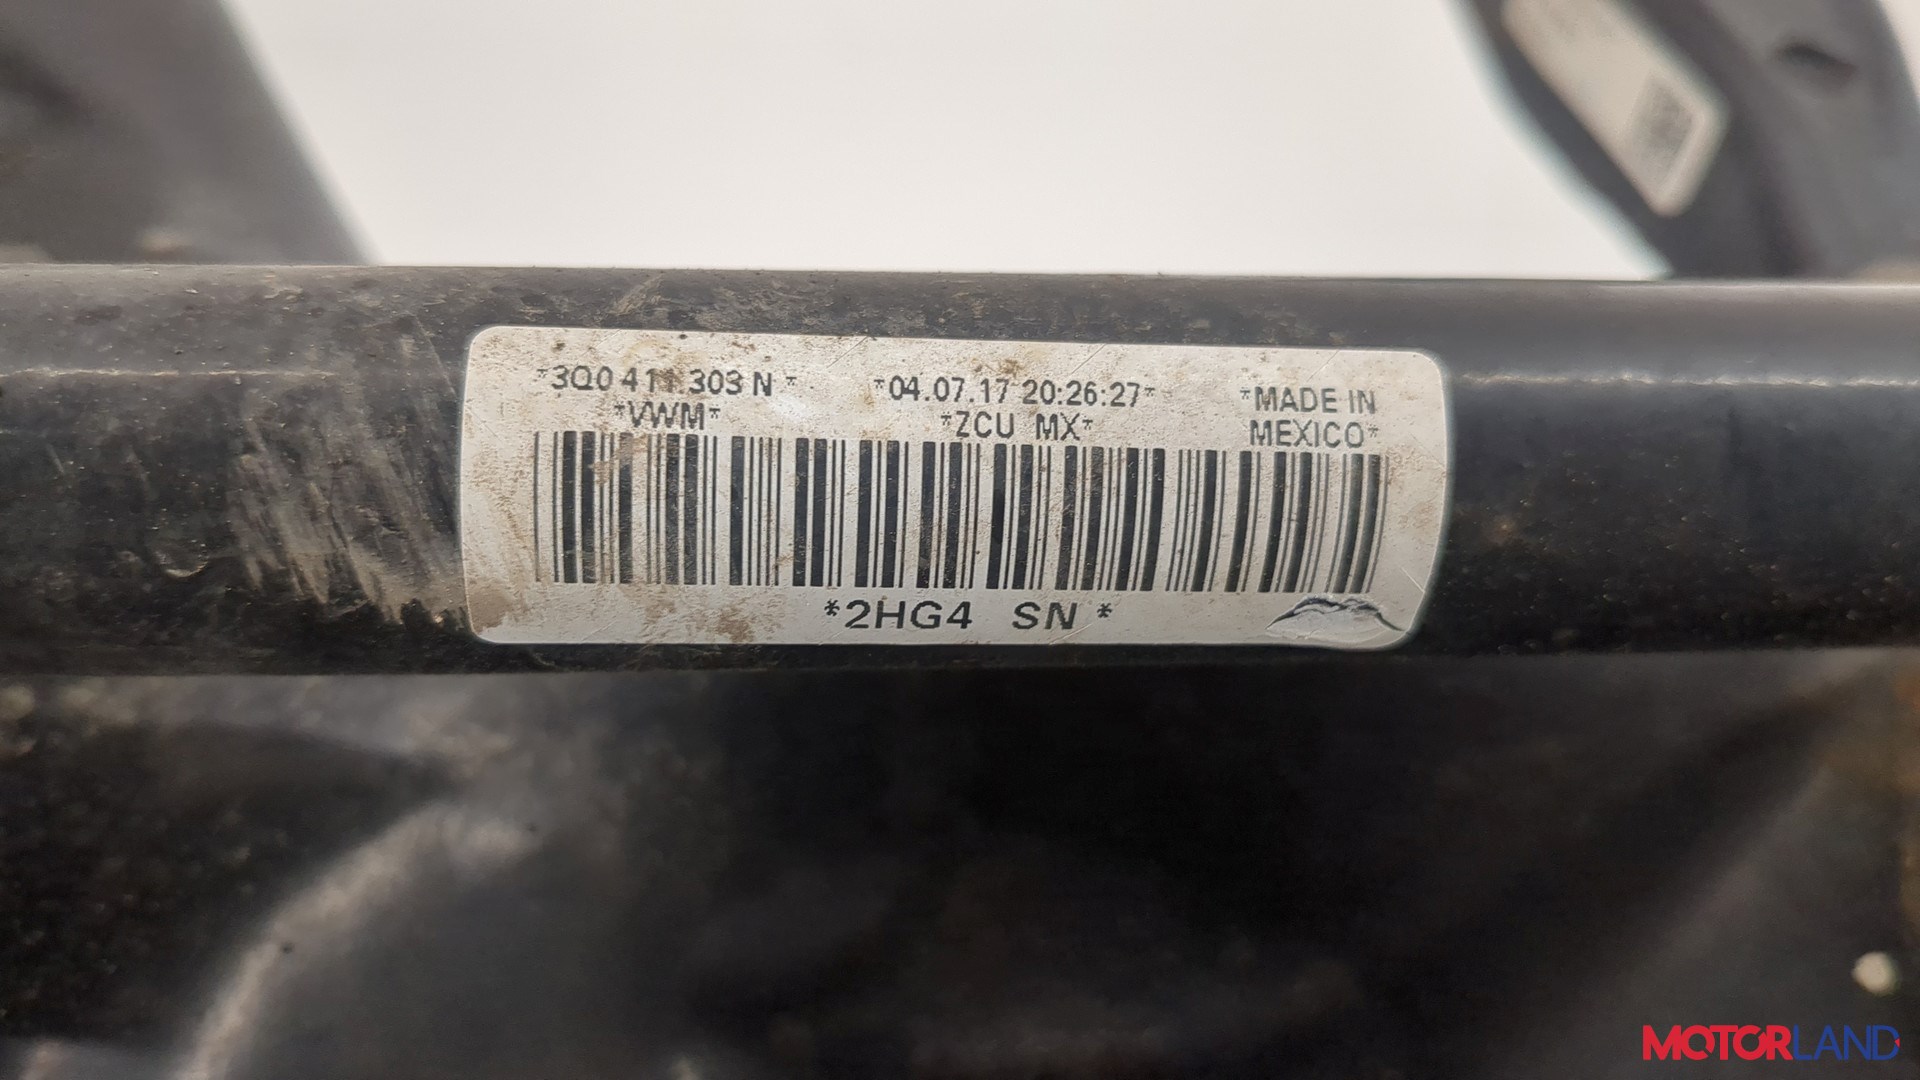 *3Q0 411 303 N * *04.07.17 20:26:27* *MADE IN
*VWM* *ZCU MX* MEXICO*
*2HG4 SN *
MOTORLAND